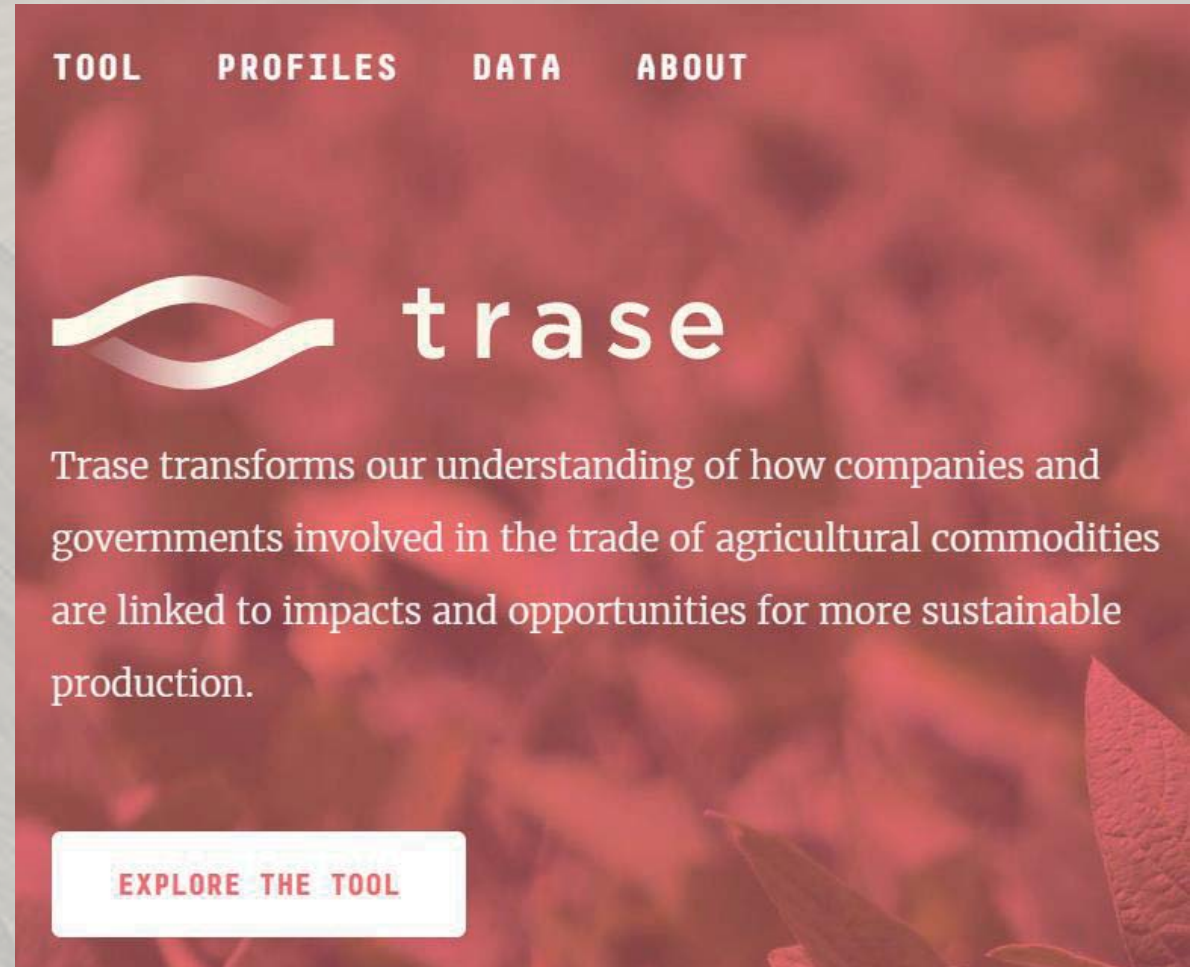 TOOL PROFILES DATA ABOUT
trase
Trase transforms our understanding of how companies and
governments involved in the trade of agricultural commodities
are linked to impacts and opportunities for more sustainable
production.
EXPLORE THE TOOL